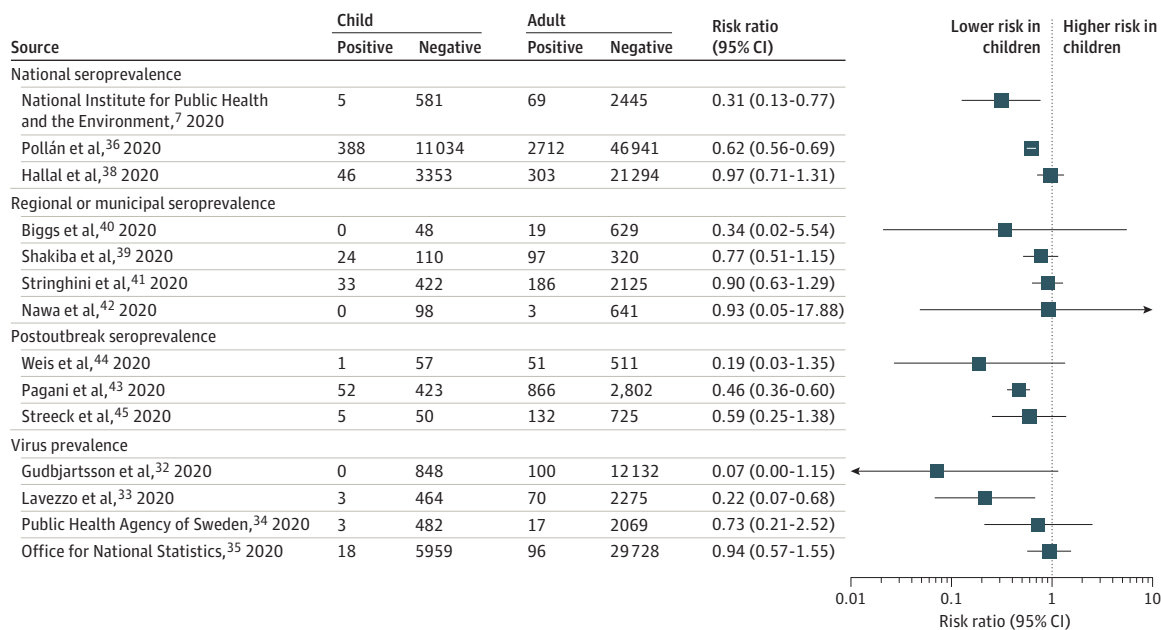 Child Adult Risk ratio Lower risk in Higher risk in
Source Positive Negative Positive Negative (95% CI) children children
National seroprevalence
National Institute for Public Health 5 581 69 2445 0.31 (0.13-0.77)
and the Environment,7 2020
Pollán et al,36 2020 388 11 034 2712 46 941 0.62 (0.56-0.69)
Hallal et al,38 2020 46 3353 303 21 294 0.97 (0.71-1.31)
Regional or municipal seroprevalence
Biggs et al,40 2020 0 48 19 629 0.34 (0.02-5.54)
Shakiba et al,39 2020 24 110 97 320 0.77 (0.51-1.15)
Stringhini et al,41 2020 33 422 186 2125 0.90 (0.63-1.29)
Nawa et al,42 2020 0 98 3 641 0.93 (0.05-17.88)
Postoutbreak seroprevalence
Weis et al,44 2020 1 57 51 511 0.19 (0.03-1.35)
Pagani et al,43 2020 52 423 866 2,802 0.46 (0.36-0.60)
Streeck et al,45 2020 5 50 132 725 0.59 (0.25-1.38)
Virus prevalence
Gudbjartsson et al,32 2020 0 848 100 12 132 0.07 (0.00-1.15)
Lavezzo et al,33 2020 3 464 70 2275 0.22 (0.07-0.68)
Public Health Agency of Sweden,34 2020 3 482 17 2069 0.73 (0.21-2.52)
Office for National Statistics,35 2020 18 5959 96 29 728 0.94 (0.57-1.55)
0.01 0.1 1 10
Risk ratio (95% CI)